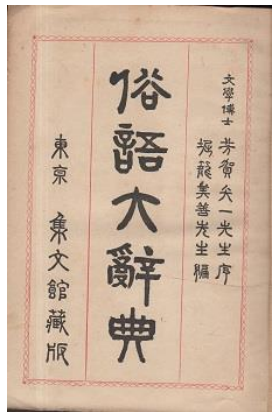 文學博士 芳賀矢一先生序
堀籠美善先生編
俗語大辭典
東京 集文館藏版